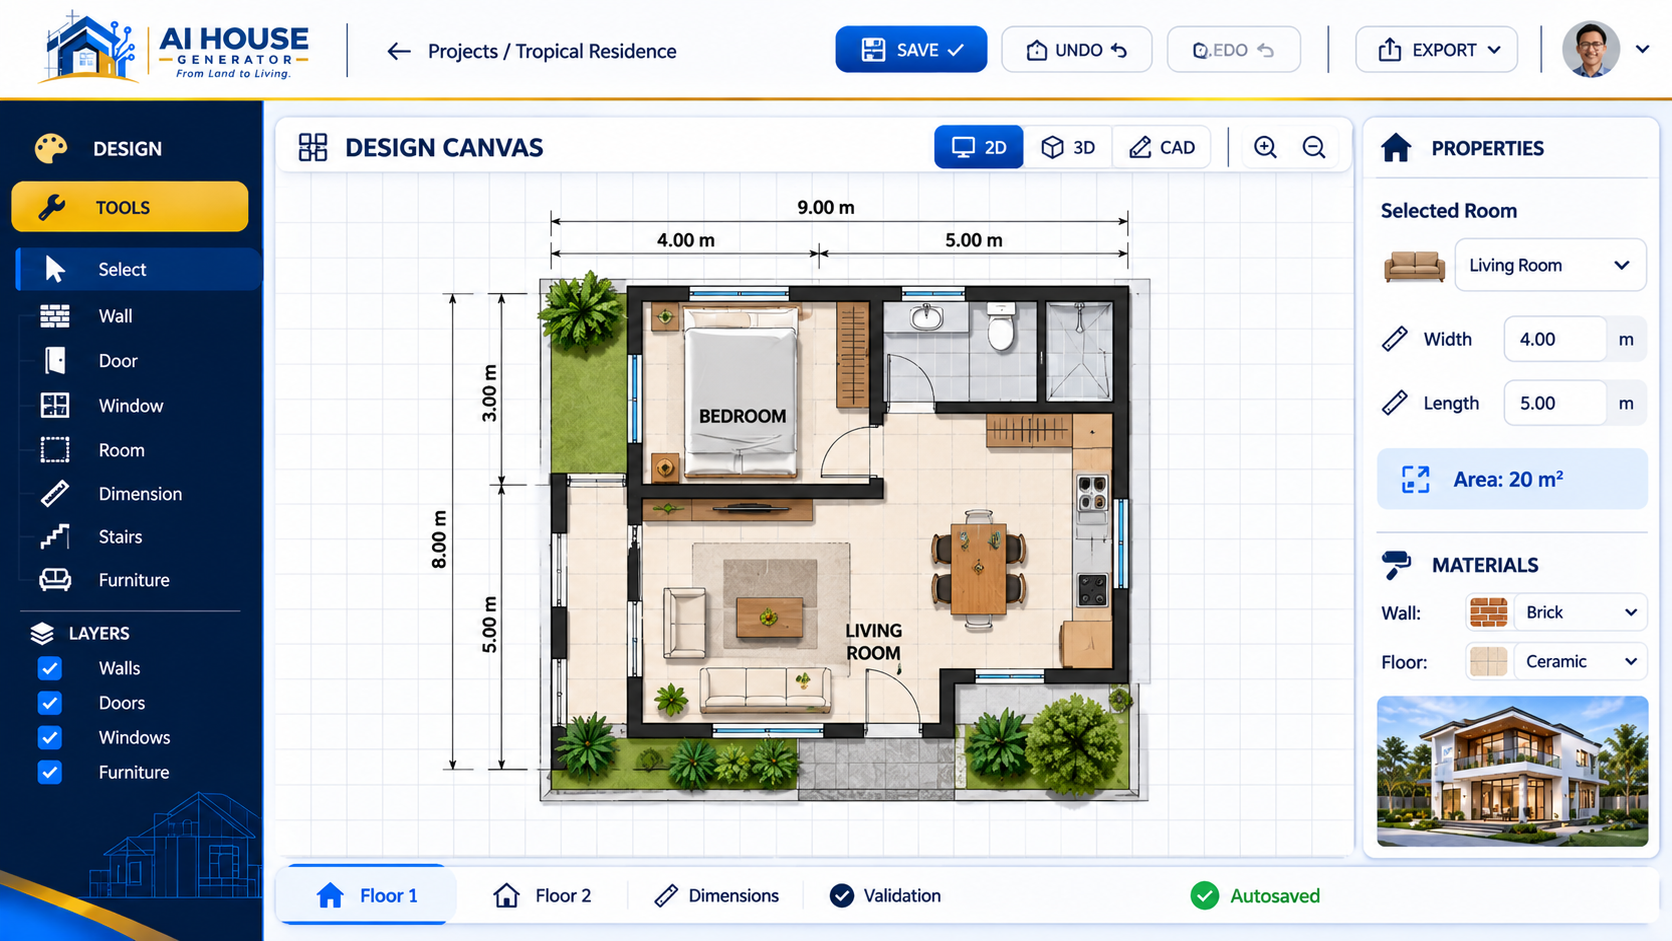 AI HOUSE
GENERATOR
From Land to Living.
Projects / Tropical Residence
SAVE
UNDO
.EDO
EXPORT
DESIGN
TOOLS
Select
Wall
Door
Window
Room
Dimension
Stairs
Furniture
LAYERS
Walls
Doors
Windows
Furniture
DESIGN CANVAS
2D
3D
CAD
9.00 m
4.00 m
5.00 m
3.00 m
8.00 m
5.00 m
BEDROOM
LIVING
ROOM
PROPERTIES
Selected Room
Living Room
Width 4.00 m
Length 5.00 m
Area: 20 m²
MATERIALS
Wall: Brick
Floor: Ceramic
Floor 1
Floor 2
Dimensions
Validation
Autosaved